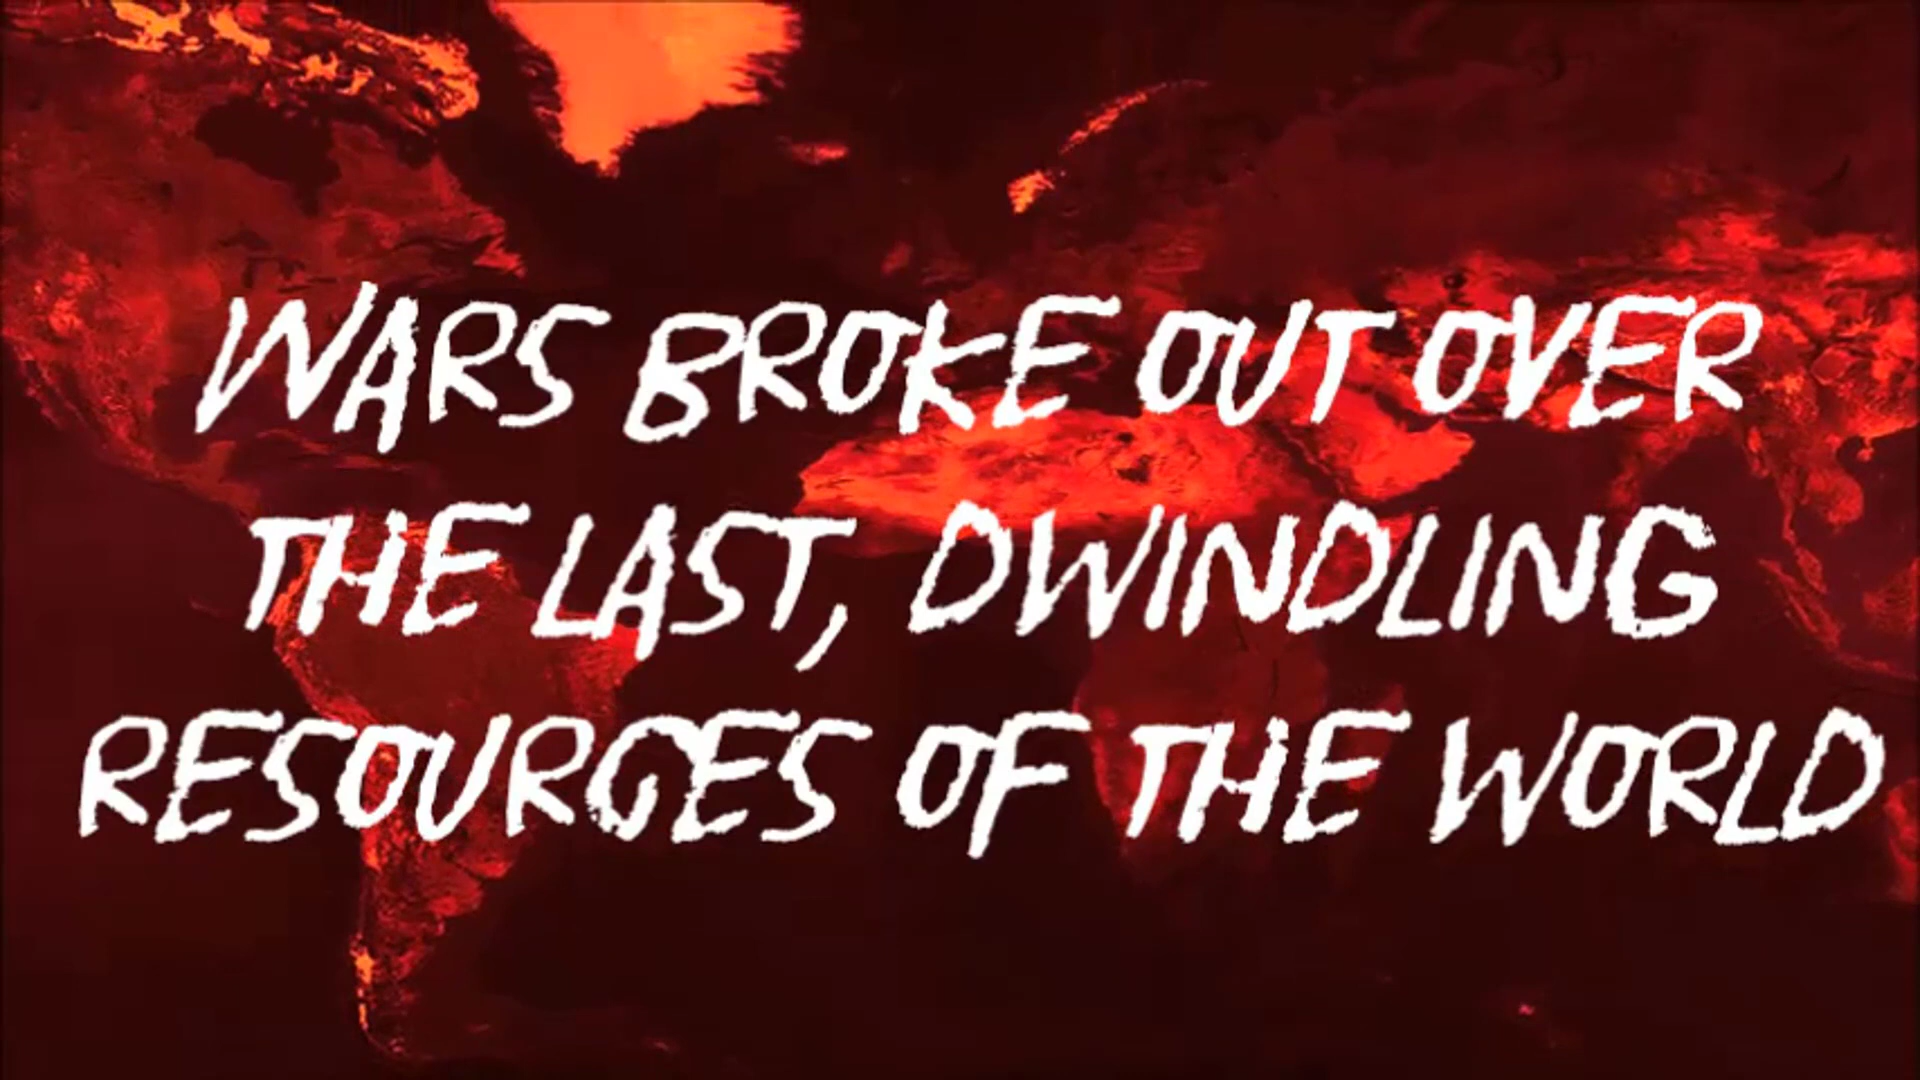 WARS BROKE OUT OVER
THE LAST, DWINDLING
RESOURCES OF THE WORLD